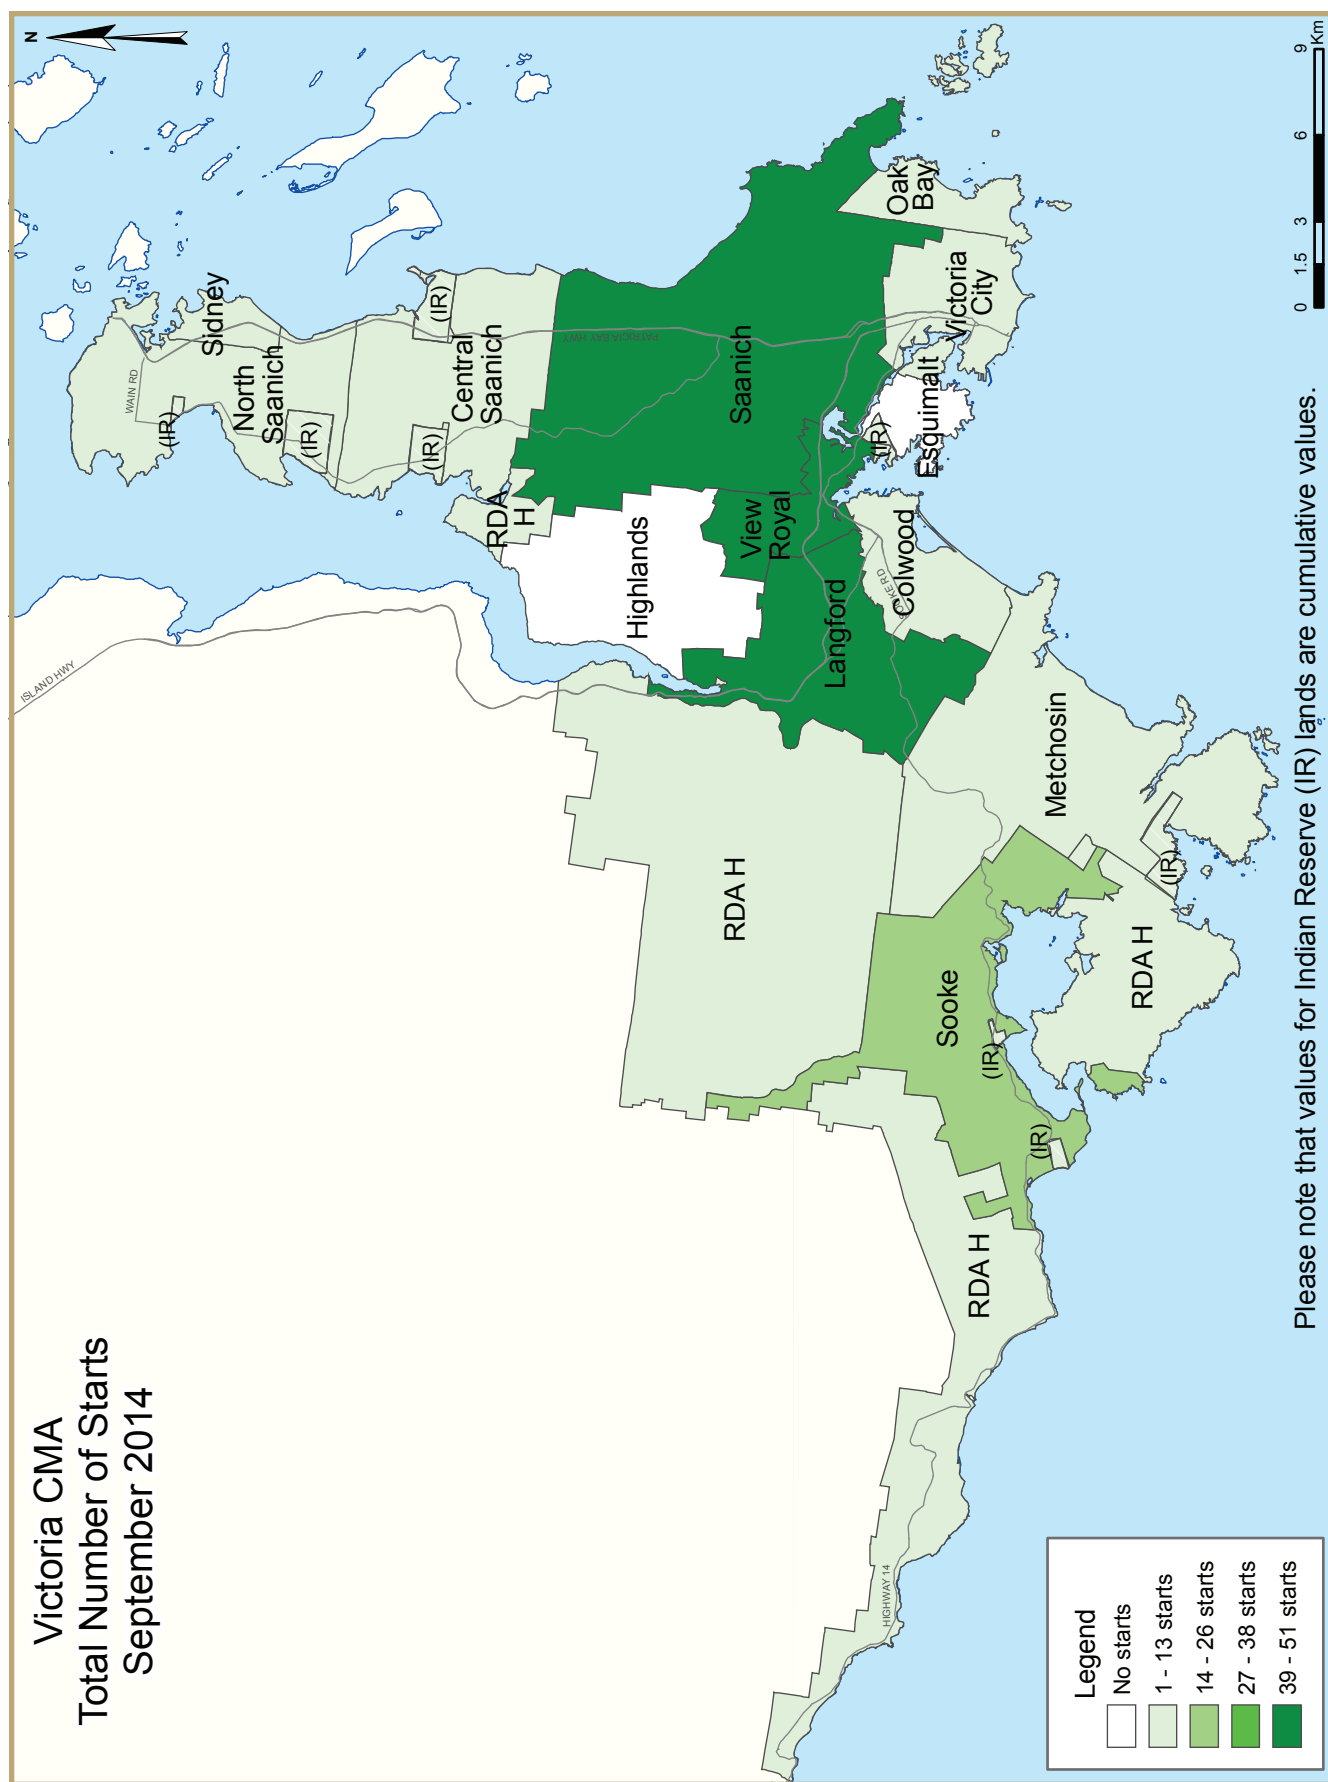 Victoria CMA
Total Number of Starts
September 2014
N
ISLAND HWY
WAIN RD
(IR)
North
Saanich
Sidney
(IR)
(IR)
Central
Saanich
(IR)
RDA
H
PATRICIA BAY HWY
Saanich
Highlands
View
Royal
Langford
Oak
Bay
Victoria
City
Esquimalt
(IR)
Colwood
Metchosin
RDA H
Sooke
(IR)
(IR)
RDA H
(IR)
RDA H
HIGHWAY 14
Legend
No starts
1 - 13 starts
14 - 26 starts
27 - 38 starts
39 - 51 starts
0 1.5 3 6 9
Km
Please note that values for Indian Reserve (IR) lands are cumulative values.